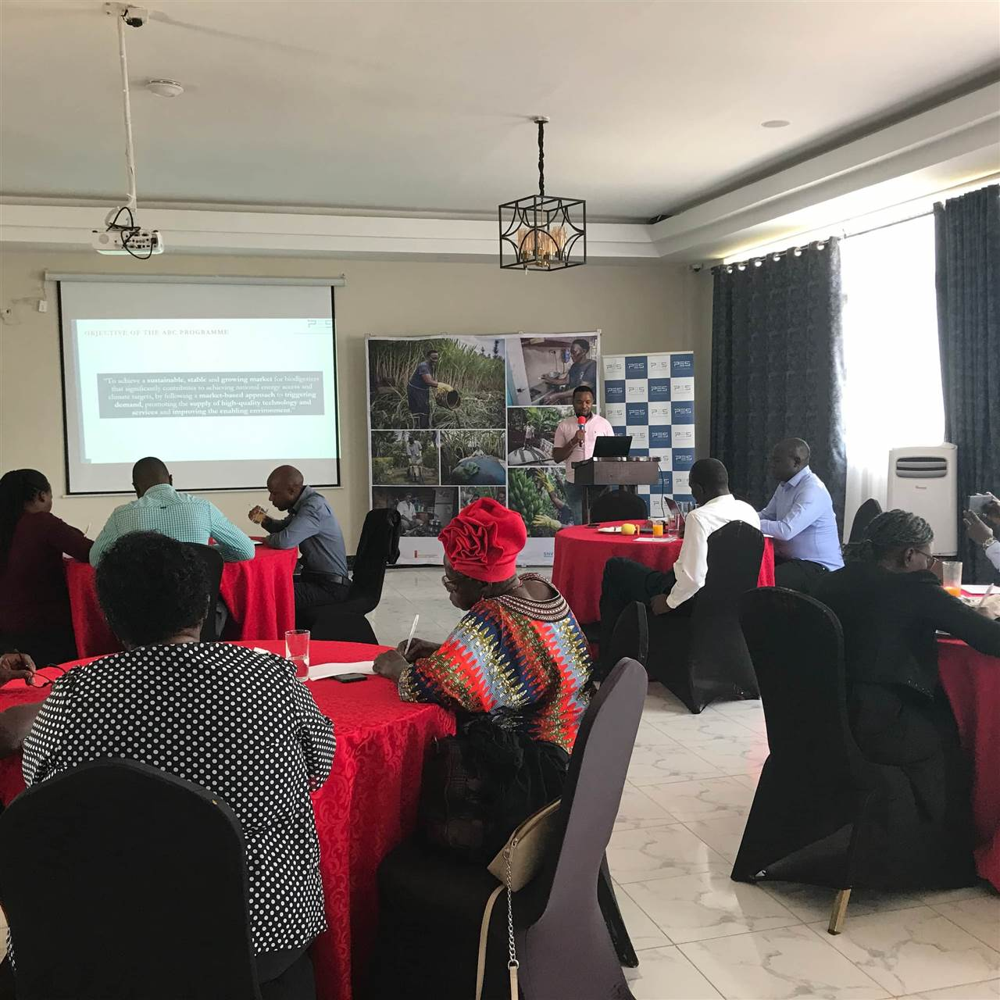 PES
OBJECTIVE OF THE ABC PROGRAMME
"To achieve a sustainable, stable and growing market for biodigesters
that significantly contributes to achieving national energy access and
climate targets, by following a market-based approach to triggering
demand, promoting the supply of high-quality technology and
services and improving the enabling environment."
PES PES PES
SNV